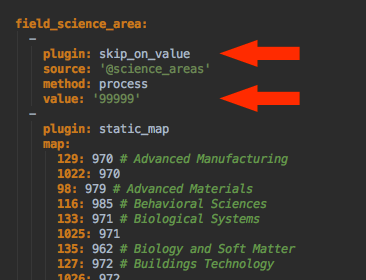 field_science_area:
-
plugin: skip_on_value
source: '@science_areas'
method: process
value: '99999'
-
plugin: static_map
map:
129: 970 # Advanced Manufacturing
1022: 970
98: 979 # Advanced Materials
116: 985 # Behavioral Sciences
133: 971 # Biological Systems
1025: 971
135: 962 # Biology and Soft Matter
127: 972 # Buildings Technology
1026: 972